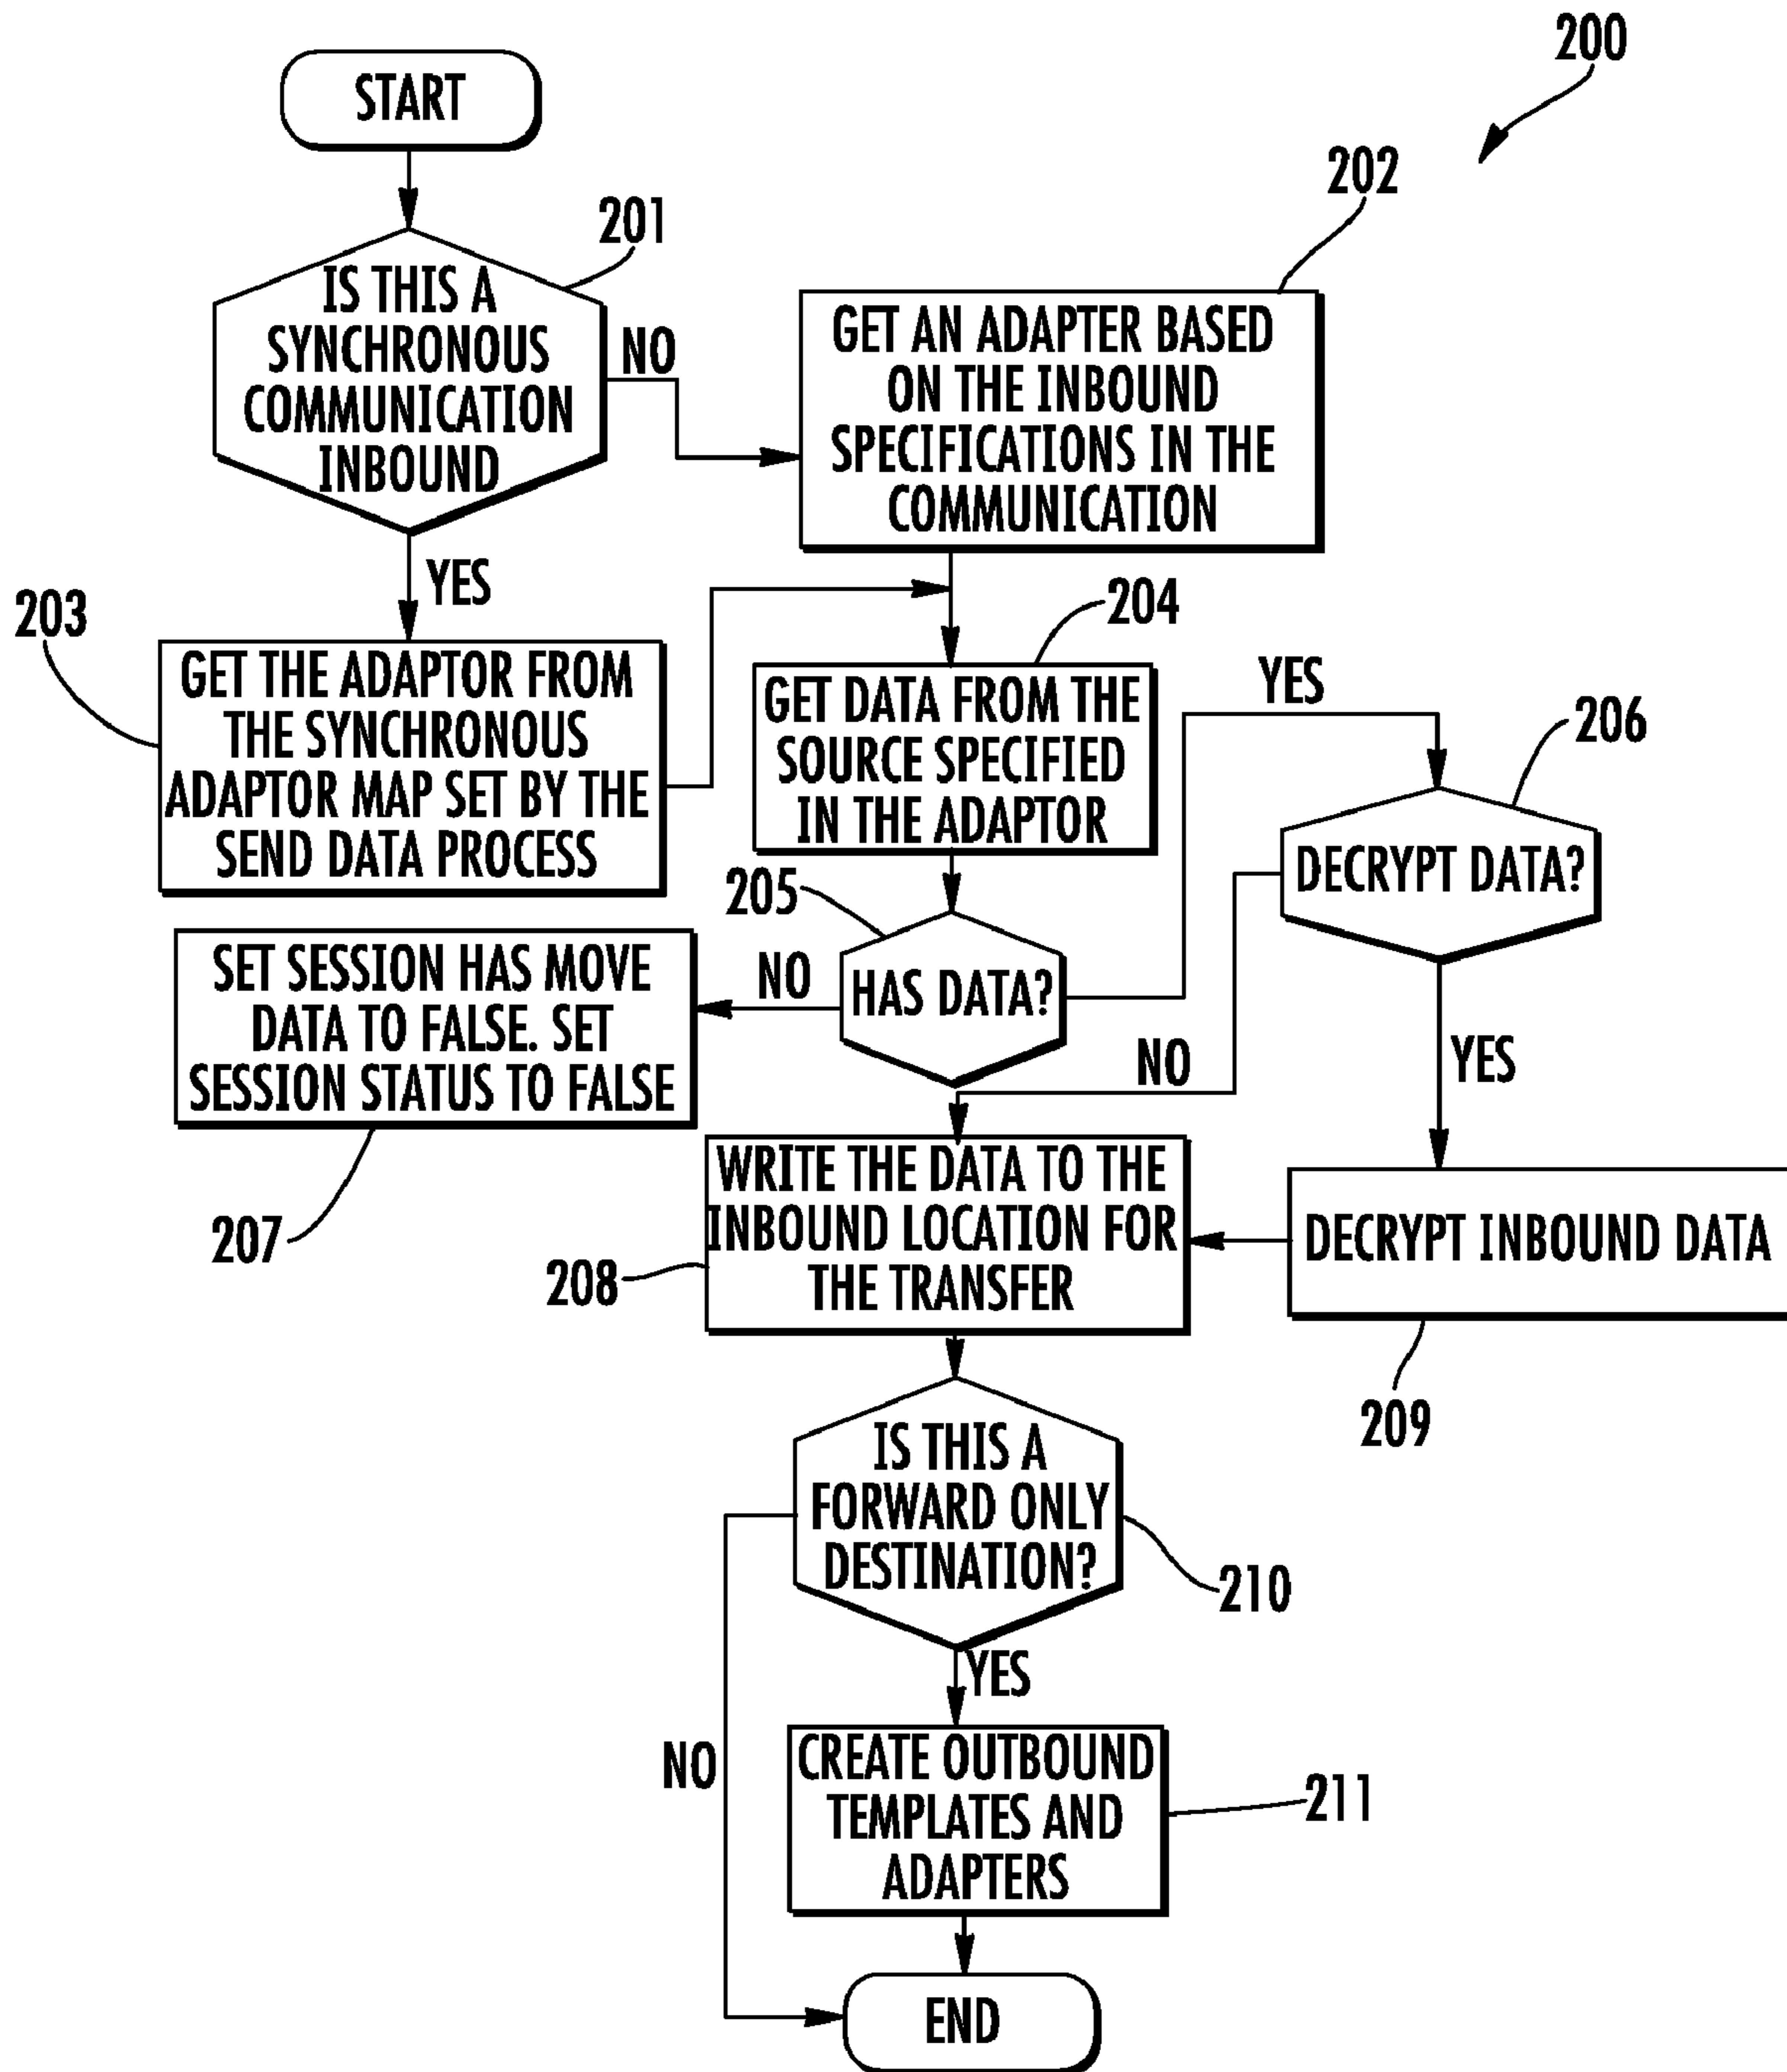 200
START
201
IS THIS A
SYNCHRONOUS
COMMUNICATION
INBOUND
NO
YES
202
GET AN ADAPTER BASED
ON THE INBOUND
SPECIFICATIONS IN THE
COMMUNICATION
203
GET THE ADAPTOR FROM
THE SYNCHRONOUS
ADAPTOR MAP SET BY THE
SEND DATA PROCESS
204
GET DATA FROM THE
SOURCE SPECIFIED
IN THE ADAPTOR
205
HAS DATA?
NO
YES
206
DECRYPT DATA?
NO
YES
SET SESSION HAS MOVE
DATA TO FALSE. SET
SESSION STATUS TO FALSE
207
WRITE THE DATA TO THE
INBOUND LOCATION FOR
THE TRANSFER
208
DECRYPT INBOUND DATA
209
IS THIS A
FORWARD ONLY
DESTINATION?
210
YES
NO
CREATE OUTBOUND
TEMPLATES AND
ADAPTERS
211
END